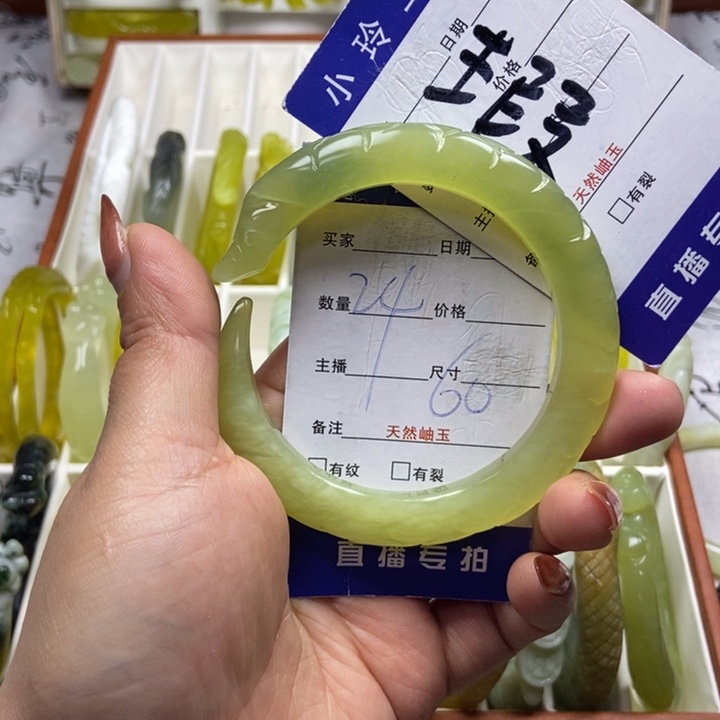 小玲
日期
价格
天然岫玉
有裂
直播专
主
买家 日期
数量 24 价格
主播 尺寸 60
备注 天然岫玉
有纹 有裂
直播专拍